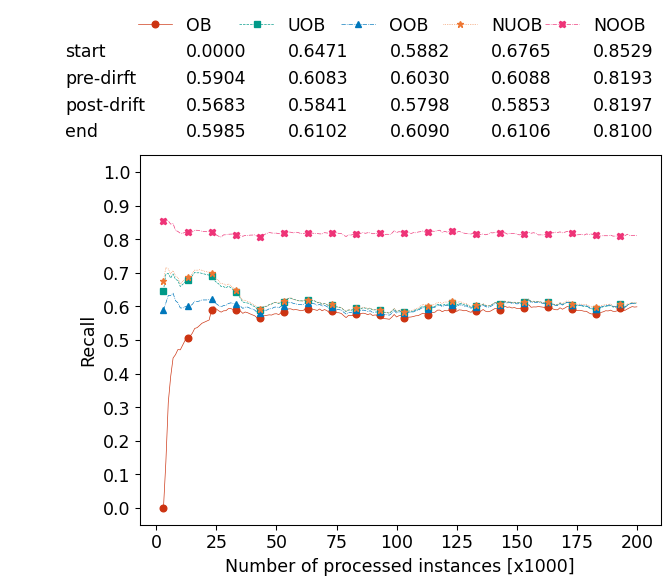 OB UOB OOB NUOB NOOB
start 0.0000 0.6471 0.5882 0.6765 0.8529
pre-dirft 0.5904 0.6083 0.6030 0.6088 0.8193
post-drift 0.5683 0.5841 0.5798 0.5853 0.8197
end 0.5985 0.6102 0.6090 0.6106 0.8100
1.0
0.9
0.8
0.7
0.6
0.5
0.4
0.3
0.2
0.1
0.0
Recall
0 25 50 75 100 125 150 175 200
Number of processed instances [x1000]